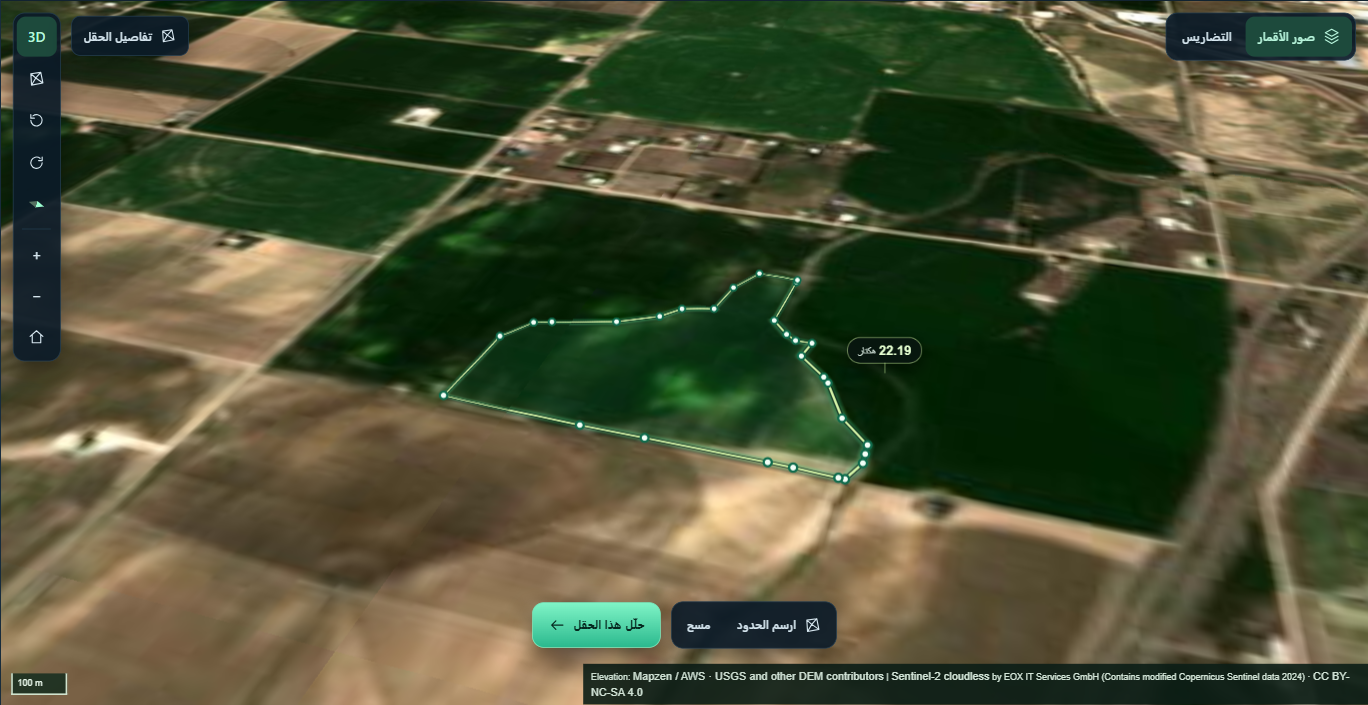 صور الأقمار
التضاريس
تفاصيل الحقل
3D
+
−
22.19 هكتار
ارسم الحدود
مسح
حلّل هذا الحقل ←
100 m
Elevation: Mapzen / AWS · USGS and other DEM contributors | Sentinel-2 cloudless by EOX IT Services GmbH (Contains modified Copernicus Sentinel data 2024) · CC BY-
NC-SA 4.0